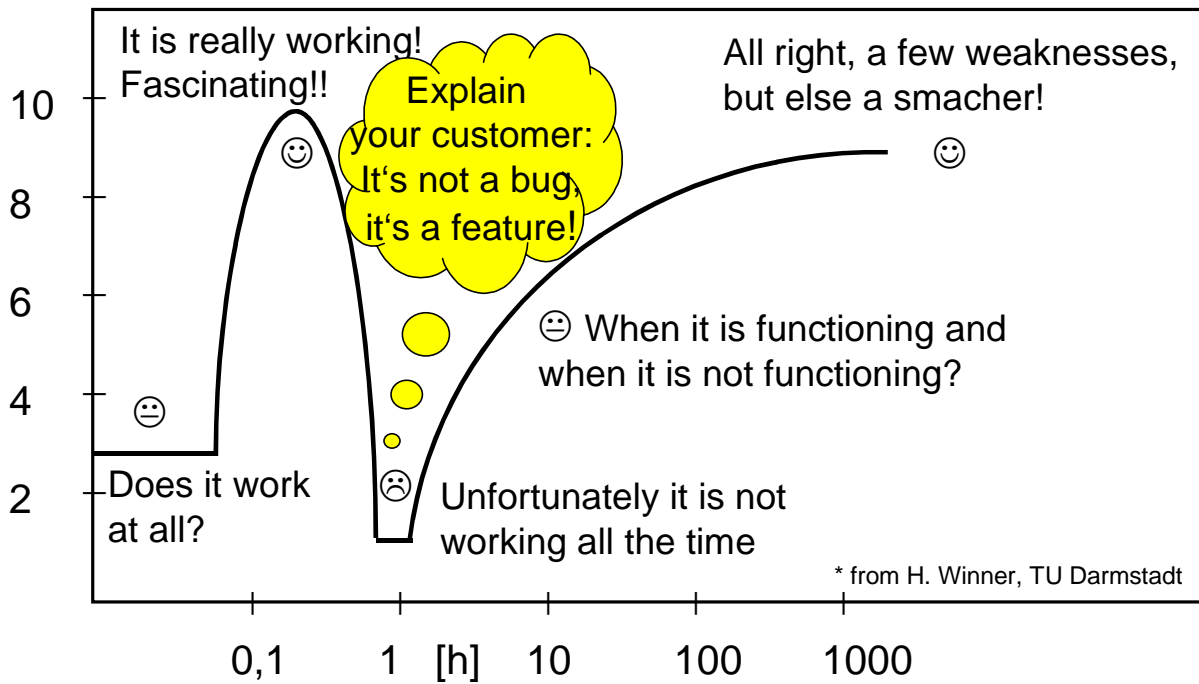 It is really working!
Fascinating!!
Explain
your customer:
It‘s not a bug,
it‘s a feature!
All right, a few weaknesses,
but else a smacher!
10
8
6
4
2
When it is functioning and
when it is not functioning?
Does it work
at all?
Unfortunately it is not
working all the time
* from H. Winner, TU Darmstadt
0,1 1 [h] 10 100 1000